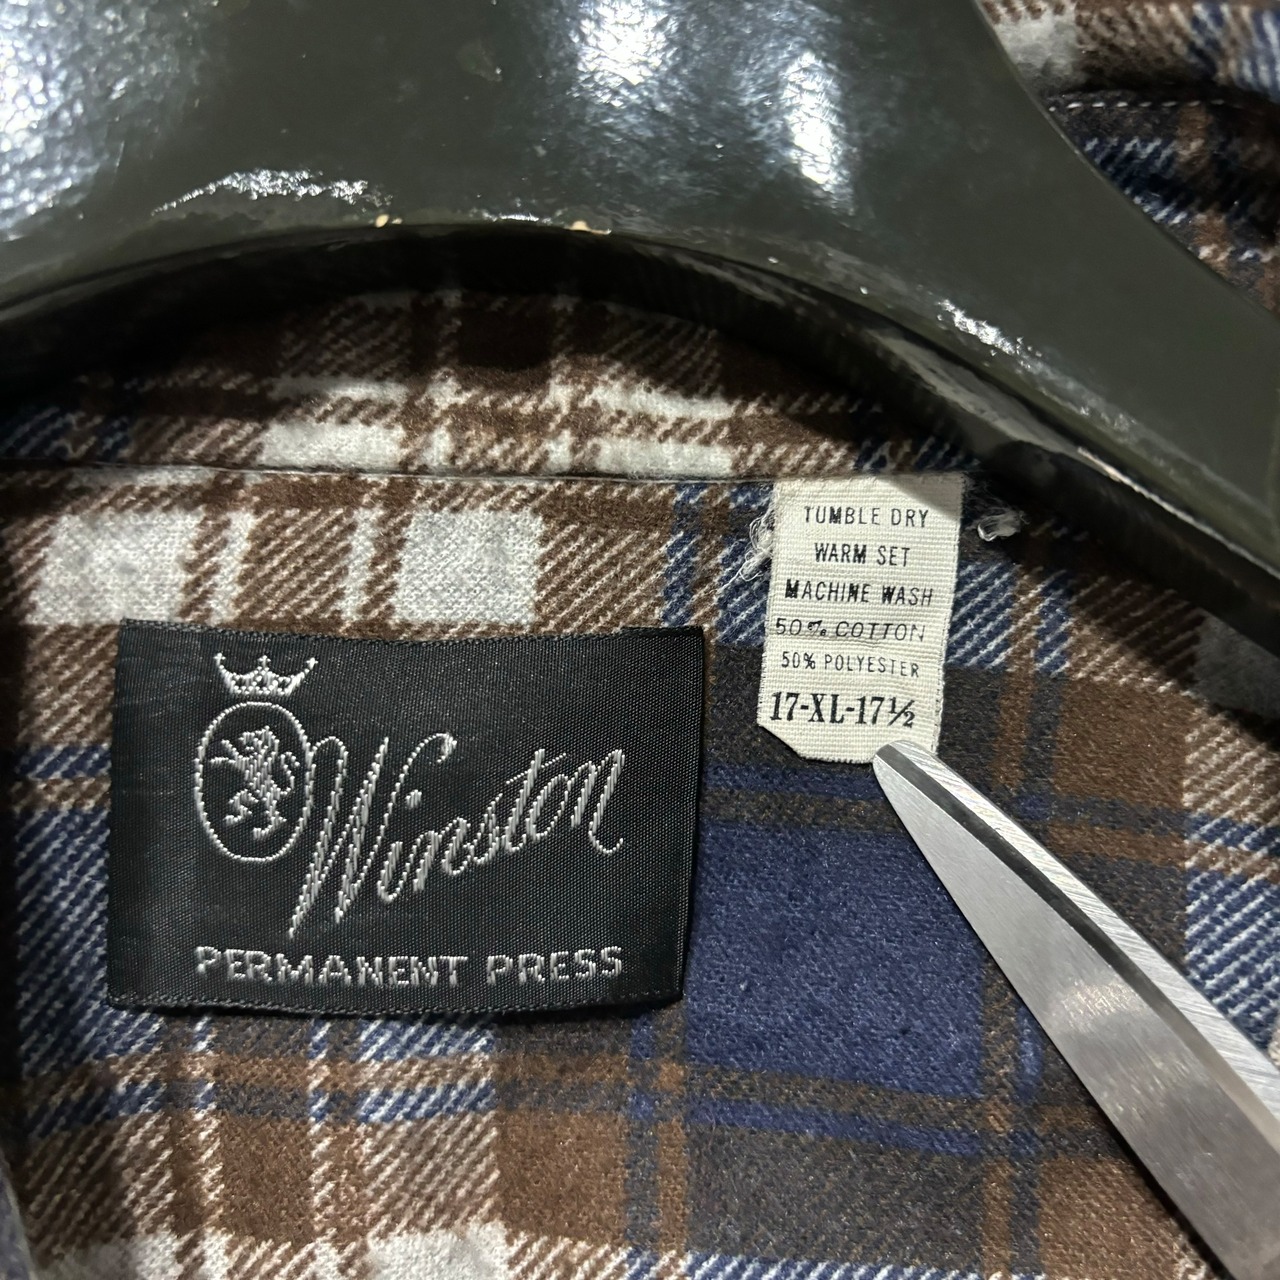 TUMBLE DRY
WARM SET
MACHINE WASH
50% COTTON
50% POLYESTER
17-XL-17½
Winston
PERMANENT PRESS